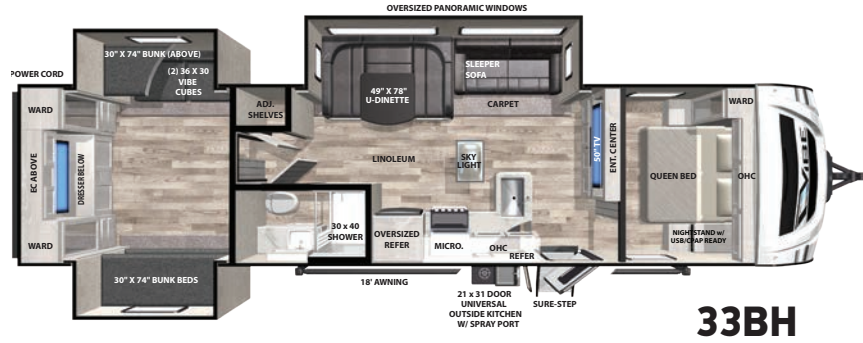 OVERSIZED PANORAMIC WINDOWS
30" X 74" BUNK (ABOVE)
(2) 36 X 30
VIBE
CUBES
POWER CORD
WARD
EC ABOVE
DRESSER BELOW
WARD
30" X 74" BUNK BEDS
ADJ.
SHELVES
49" X 78"
U-DINETTE
SLEEPER
SOFA
CARPET
LINOLEUM
SKY
LIGHT
50" TV
ENT. CENTER
WARD
QUEEN BED
OHC
VIBE
NIGHTSTAND w/
USB/CPAP READY
30 x 40
SHOWER
OVERSIZED
REFER
MICRO.
OHC
REFER
18' AWNING
21 x 31 DOOR
UNIVERSAL
OUTSIDE KITCHEN
W/ SPRAY PORT
SURE-STEP
33BH